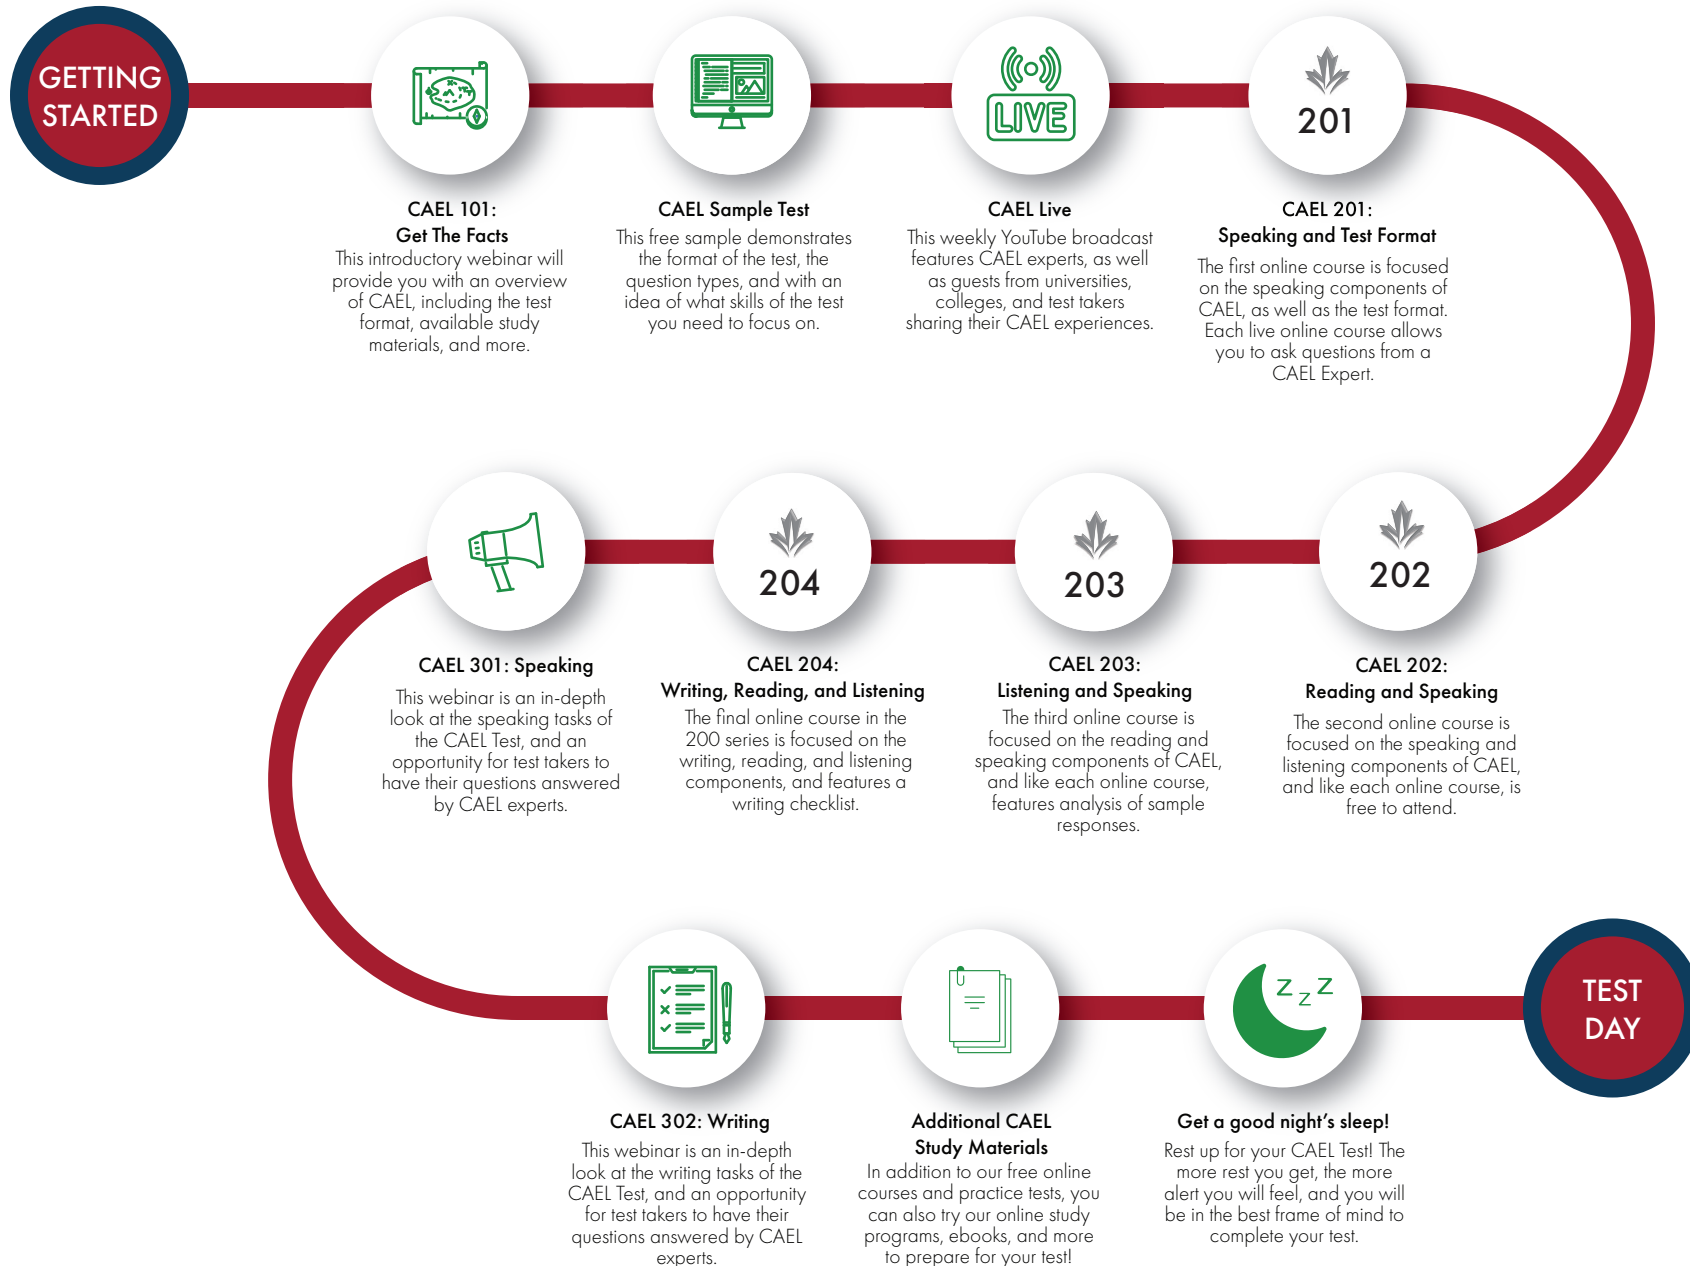 GETTING
STARTED
LIVE
201
CAEL 101:
Get The Facts
This introductory webinar will
provide you with an overview
of CAEL, including the test
format, available study
materials, and more.
CAEL Sample Test
This free sample demonstrates
the format of the test, the
question types, and with an
idea of what skills of the test
you need to focus on.
CAEL Live
This weekly YouTube broadcast
features CAEL experts, as well
as guests from universities,
colleges, and test takers
sharing their CAEL experiences.
CAEL 201:
Speaking and Test Format
The first online course is focused
on the speaking components of
CAEL, as well as the test format.
Each live online course allows
you to ask questions from a
CAEL Expert.
202
CAEL 202:
Reading and Speaking
The second online course is
focused on the speaking and
listening components of CAEL,
and like each online course, is
free to attend.
203
CAEL 203:
Listening and Speaking
The third online course is
focused on the reading and
speaking components of CAEL,
and like each online course,
features analysis of sample
responses.
204
CAEL 204:
Writing, Reading, and Listening
The final online course in the
200 series is focused on the
writing, reading, and listening
components, and features a
writing checklist.
CAEL 301: Speaking
This webinar is an in-depth
look at the speaking tasks of
the CAEL Test, and an
opportunity for test takers to
have their questions answered
by CAEL experts.
CAEL 302: Writing
This webinar is an in-depth
look at the writing tasks of the
CAEL Test, and an opportunity
for test takers to have their
questions answered by CAEL
experts.
Additional CAEL
Study Materials
In addition to our free online
courses and practice tests, you
can also try our online study
programs, ebooks, and more
to prepare for your test!
z z z
Get a good night's sleep!
Rest up for your CAEL Test! The
more rest you get, the more
alert you will feel, and you will
be in the best frame of mind to
complete your test.
TEST
DAY